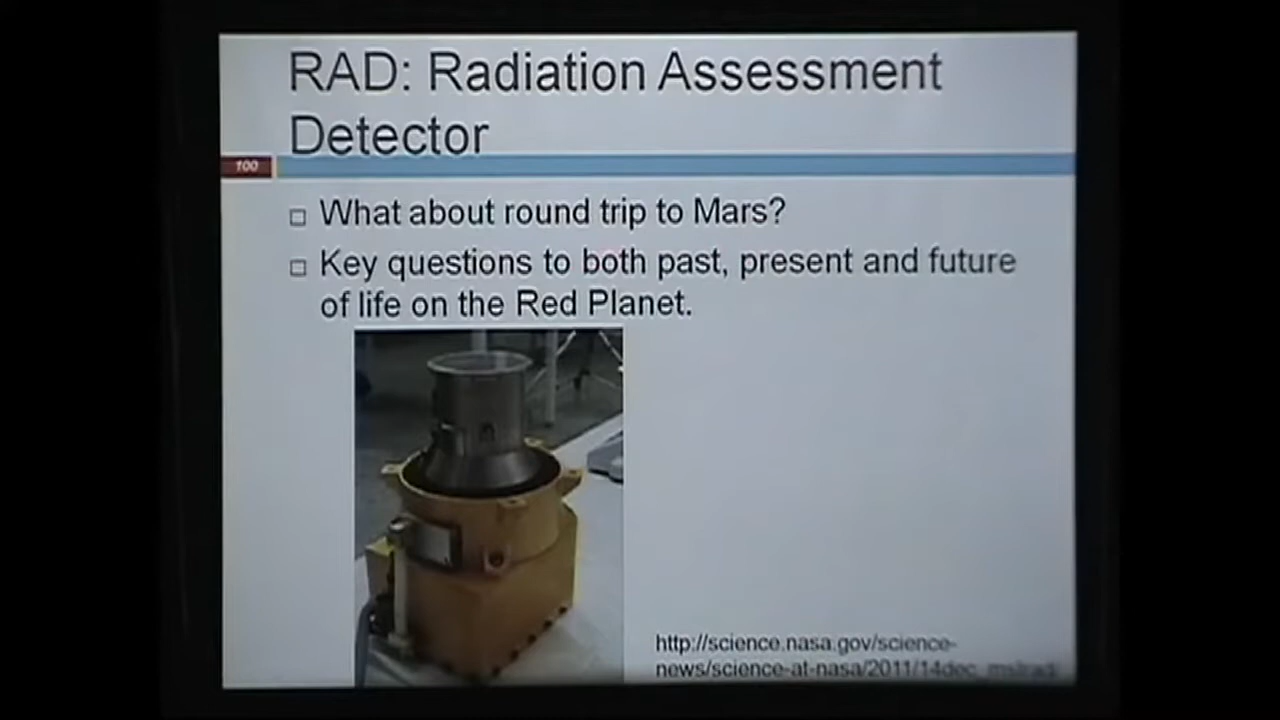 RAD: Radiation Assessment
Detector
100
What about round trip to Mars?
Key questions to both past, present and future
of life on the Red Planet.
http://science.nasa.gov/science-
news/science-at-nasa/2011/14dec_mslrad